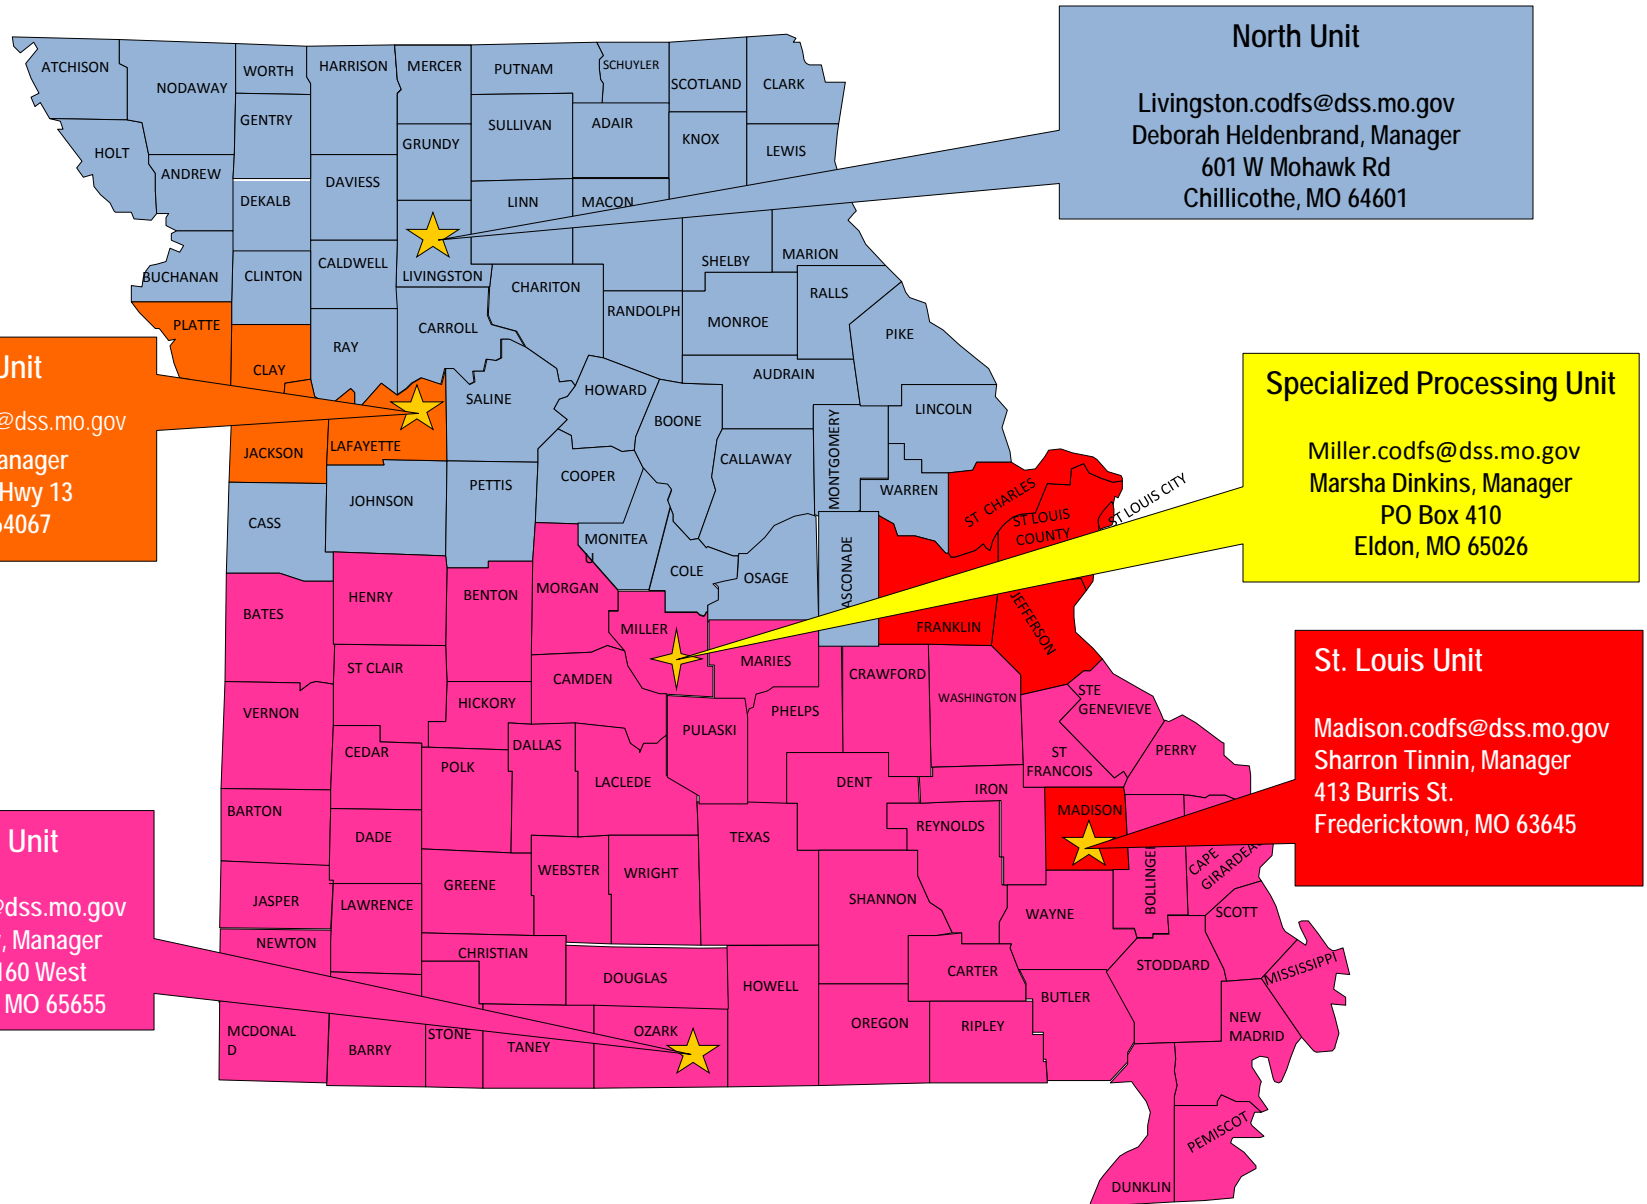 North Unit
Livingston.codfs@dss.mo.gov
Deborah Heldenbrand, Manager
601 W Mohawk Rd
Chillicothe, MO 64601
ATCHISON
NODAWAY
WORTH
HARRISON
MERCER
PUTNAM
SCHUYLER
SCOTLAND
CLARK
HOLT
GENTRY
SULLIVAN
ADAIR
KNOX
LEWIS
GRUNDY
ANDREW
DAVIESS
DEKALB
LINN
MACON
BUCHANAN
CLINTON
CALDWELL
LIVINGSTON
CHARITON
SHELBY
MARION
RALLS
RANDOLPH
MONROE
PIKE
PLATTE
CLAY
RAY
CARROLL
AUDRAIN
SALINE
HOWARD
BOONE
LINCOLN
MONTGOMERY
JACKSON
LAFAYETTE
CALLAWAY
COOPER
PETTIS
JOHNSON
CASS
WARREN
ST CHARLES
ST LOUIS
COUNTY
ST LOUIS CITY
MONITEA
U
COLE
OSAGE
ASCONADE
FRANKLIN
JEFFERSON
Unit
@dss.mo.gov
anager
Hwy 13
64067
Specialized Processing Unit
Miller.codfs@dss.mo.gov
Marsha Dinkins, Manager
PO Box 410
Eldon, MO 65026
BATES
HENRY
BENTON
MORGAN
MILLER
MARIES
ST CLAIR
CAMDEN
CRAWFORD
WASHINGTON
STE
GENEVIEVE
VERNON
HICKORY
PULASKI
PHELPS
CEDAR
DALLAS
POLK
LACLEDE
DENT
ST
FRANCOIS
PERRY
IRON
BARTON
DADE
TEXAS
REYNOLDS
MADISON
BOLLINGE
CAPE
GIRARDEA
GREENE
WEBSTER
WRIGHT
JASPER
LAWRENCE
SHANNON
WAYNE
SCOTT
NEWTON
CHRISTIAN
DOUGLAS
HOWELL
CARTER
STODDARD
MISSISSIPPI
BUTLER
MCDONAL
D
BARRY
STONE
TANEY
OZARK
OREGON
RIPLEY
NEW
MADRID
PEMISCOT
DUNKLIN
St. Louis Unit
Madison.codfs@dss.mo.gov
Sharron Tinnin, Manager
413 Burris St.
Fredericktown, MO 63645
Unit
@dss.mo.gov
, Manager
160 West
MO 65655